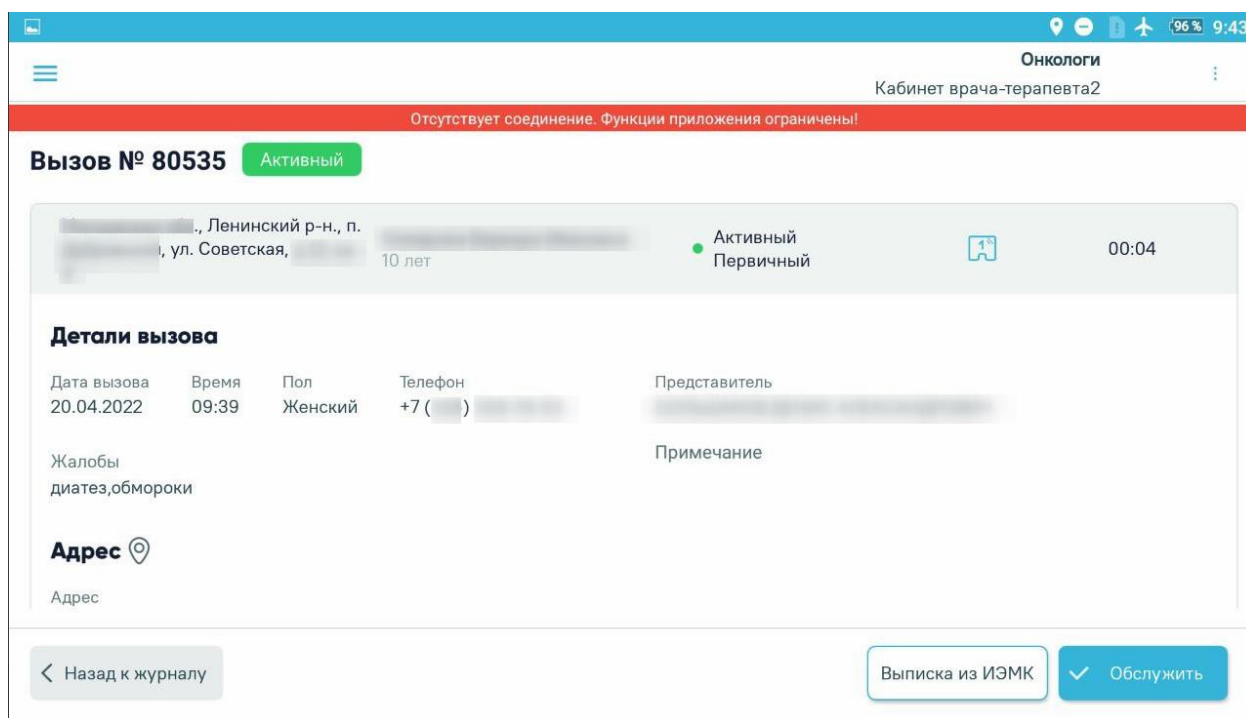 96 % 9:43
Онкологи
Кабинет врача-терапевта2
Отсутствует соединение. Функции приложения ограничены!
Вызов № 80535 Активный
., Ленинский р-н., п.
, ул. Советская,
10 лет
Активный
Первичный
1
00:04
Детали вызова
Дата вызова Время Пол Телефон Представитель
20.04.2022 09:39 Женский +7 ( )
Жалобы Примечание
диатез,обмороки
Адрес
Адрес
Назад к журналу Выписка из ИЭМК Обслужить